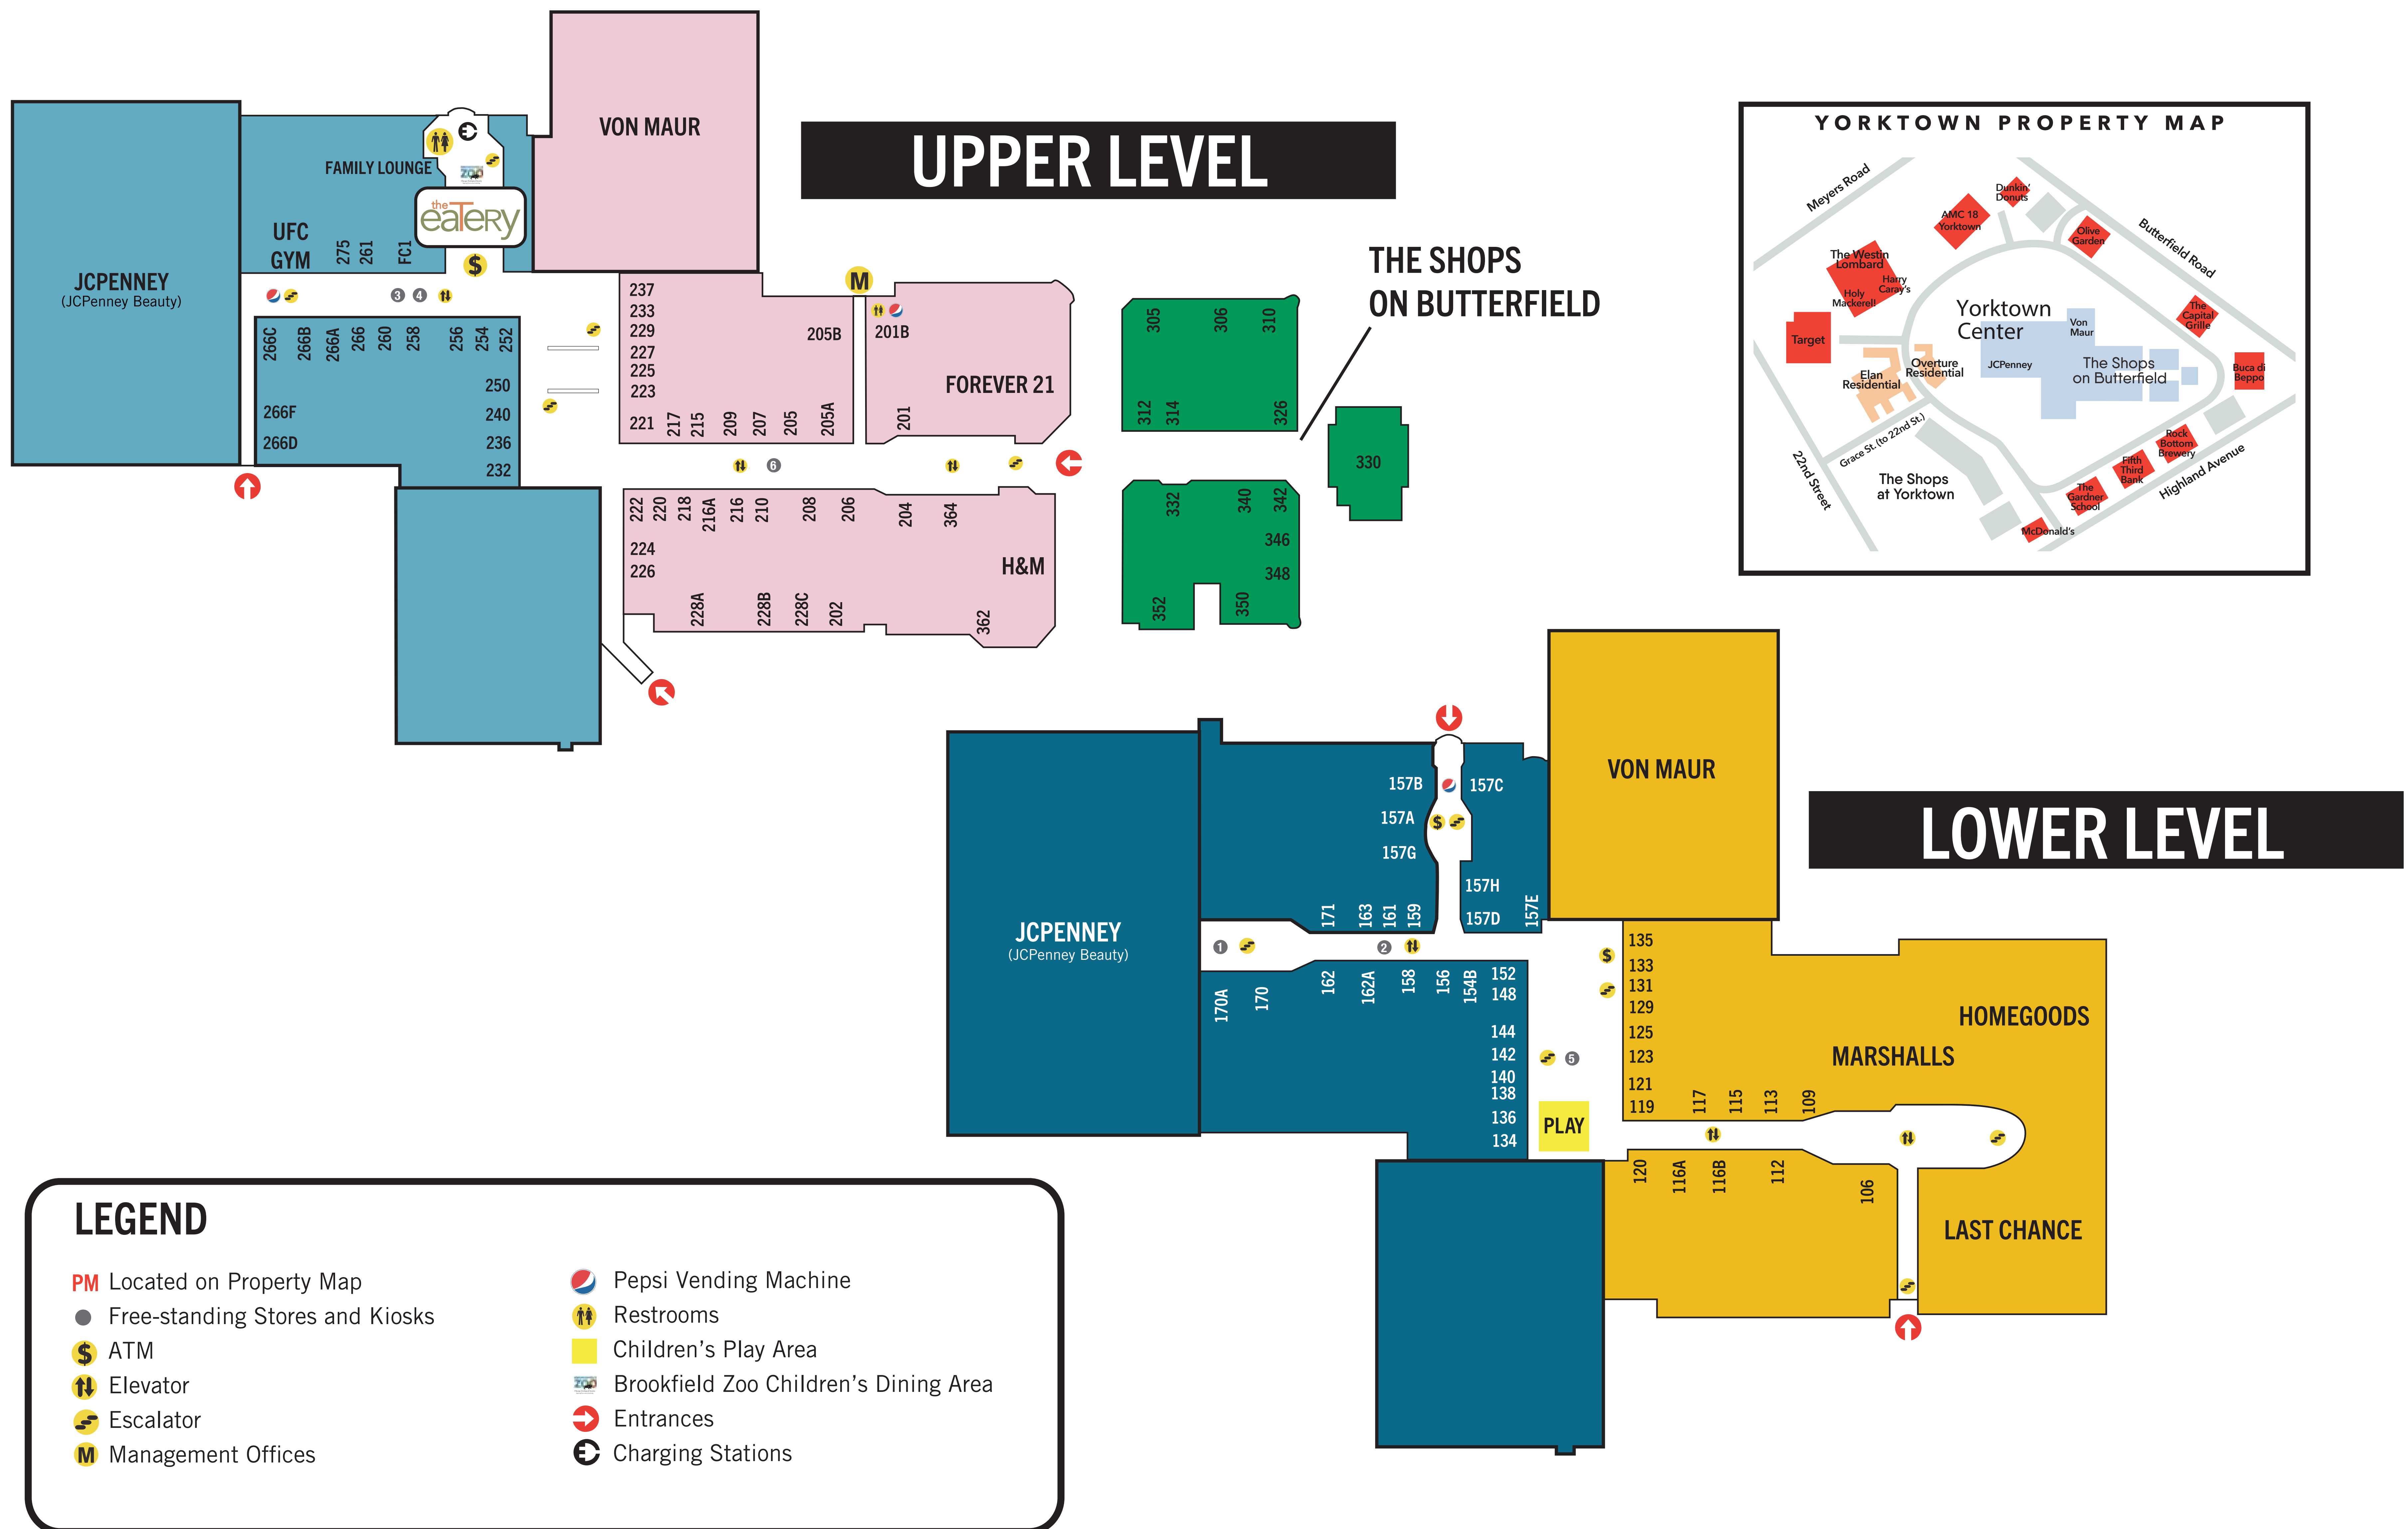 UPPER LEVEL
VON MAUR
FAMILY LOUNGE
ZOO
the
eaTERY
UFC
GYM
275
261
FC1
$
JCPENNEY
(JCPenney Beauty)
3
4
266C
266B
266A
266
260
258
256
254
252
250
240
236
232
266F
266D
237
233
229
227
225
223
221
217
215
209
207
205
205A
205B
M
201B
FOREVER 21
201
6
222
220
218
216A
216
210
208
206
204
364
224
226
H&M
228A
228B
228C
202
362
THE SHOPS
ON BUTTERFIELD
305
306
310
312
314
326
330
332
340
342
346
348
352
350
YORKTOWN PROPERTY MAP
Meyers Road
Dunkin'
Donuts
AMC 18
Yorktown
Olive
Garden
Butterfield Road
The Westin
Lombard
Harry
Caray's
Holy
Mackerel!
Target
Yorktown
Center
Von
Maur
The
Capital
Grille
JCPenney
The Shops
on Butterfield
Buca di
Beppo
Elan
Residential
Overture
Residential
Grace St. (to 22nd St.)
22nd Street
The Shops
at Yorktown
Rock
Bottom
Brewery
Fifth
Third
Bank
The
Gardner
School
McDonald's
Highland Avenue
LOWER LEVEL
VON MAUR
JCPENNEY
(JCPenney Beauty)
157B
157C
157A
$
157G
157H
157D
157E
171
163
161
159
1
2
170A
170
162
162A
158
156
154B
152
148
144
142
140
138
136
134
$
5
PLAY
135
133
131
129
125
123
121
119
117
115
113
109
HOMEGOODS
MARSHALLS
120
116A
116B
112
106
LAST CHANCE
LEGEND
PM Located on Property Map
Free-standing Stores and Kiosks
$ ATM
Elevator
Escalator
M Management Offices
Pepsi Vending Machine
Restrooms
Children's Play Area
ZOO Brookfield Zoo Children's Dining Area
Entrances
Charging Stations